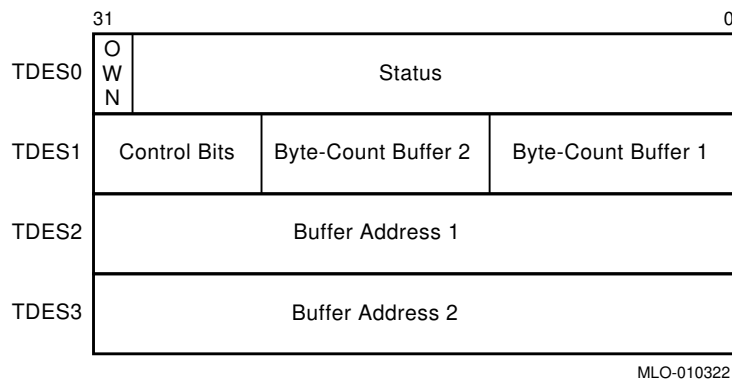 31 0
TDES0 OWN Status
TDES1 Control Bits Byte-Count Buffer 2 Byte-Count Buffer 1
TDES2 Buffer Address 1
TDES3 Buffer Address 2
MLO-010322